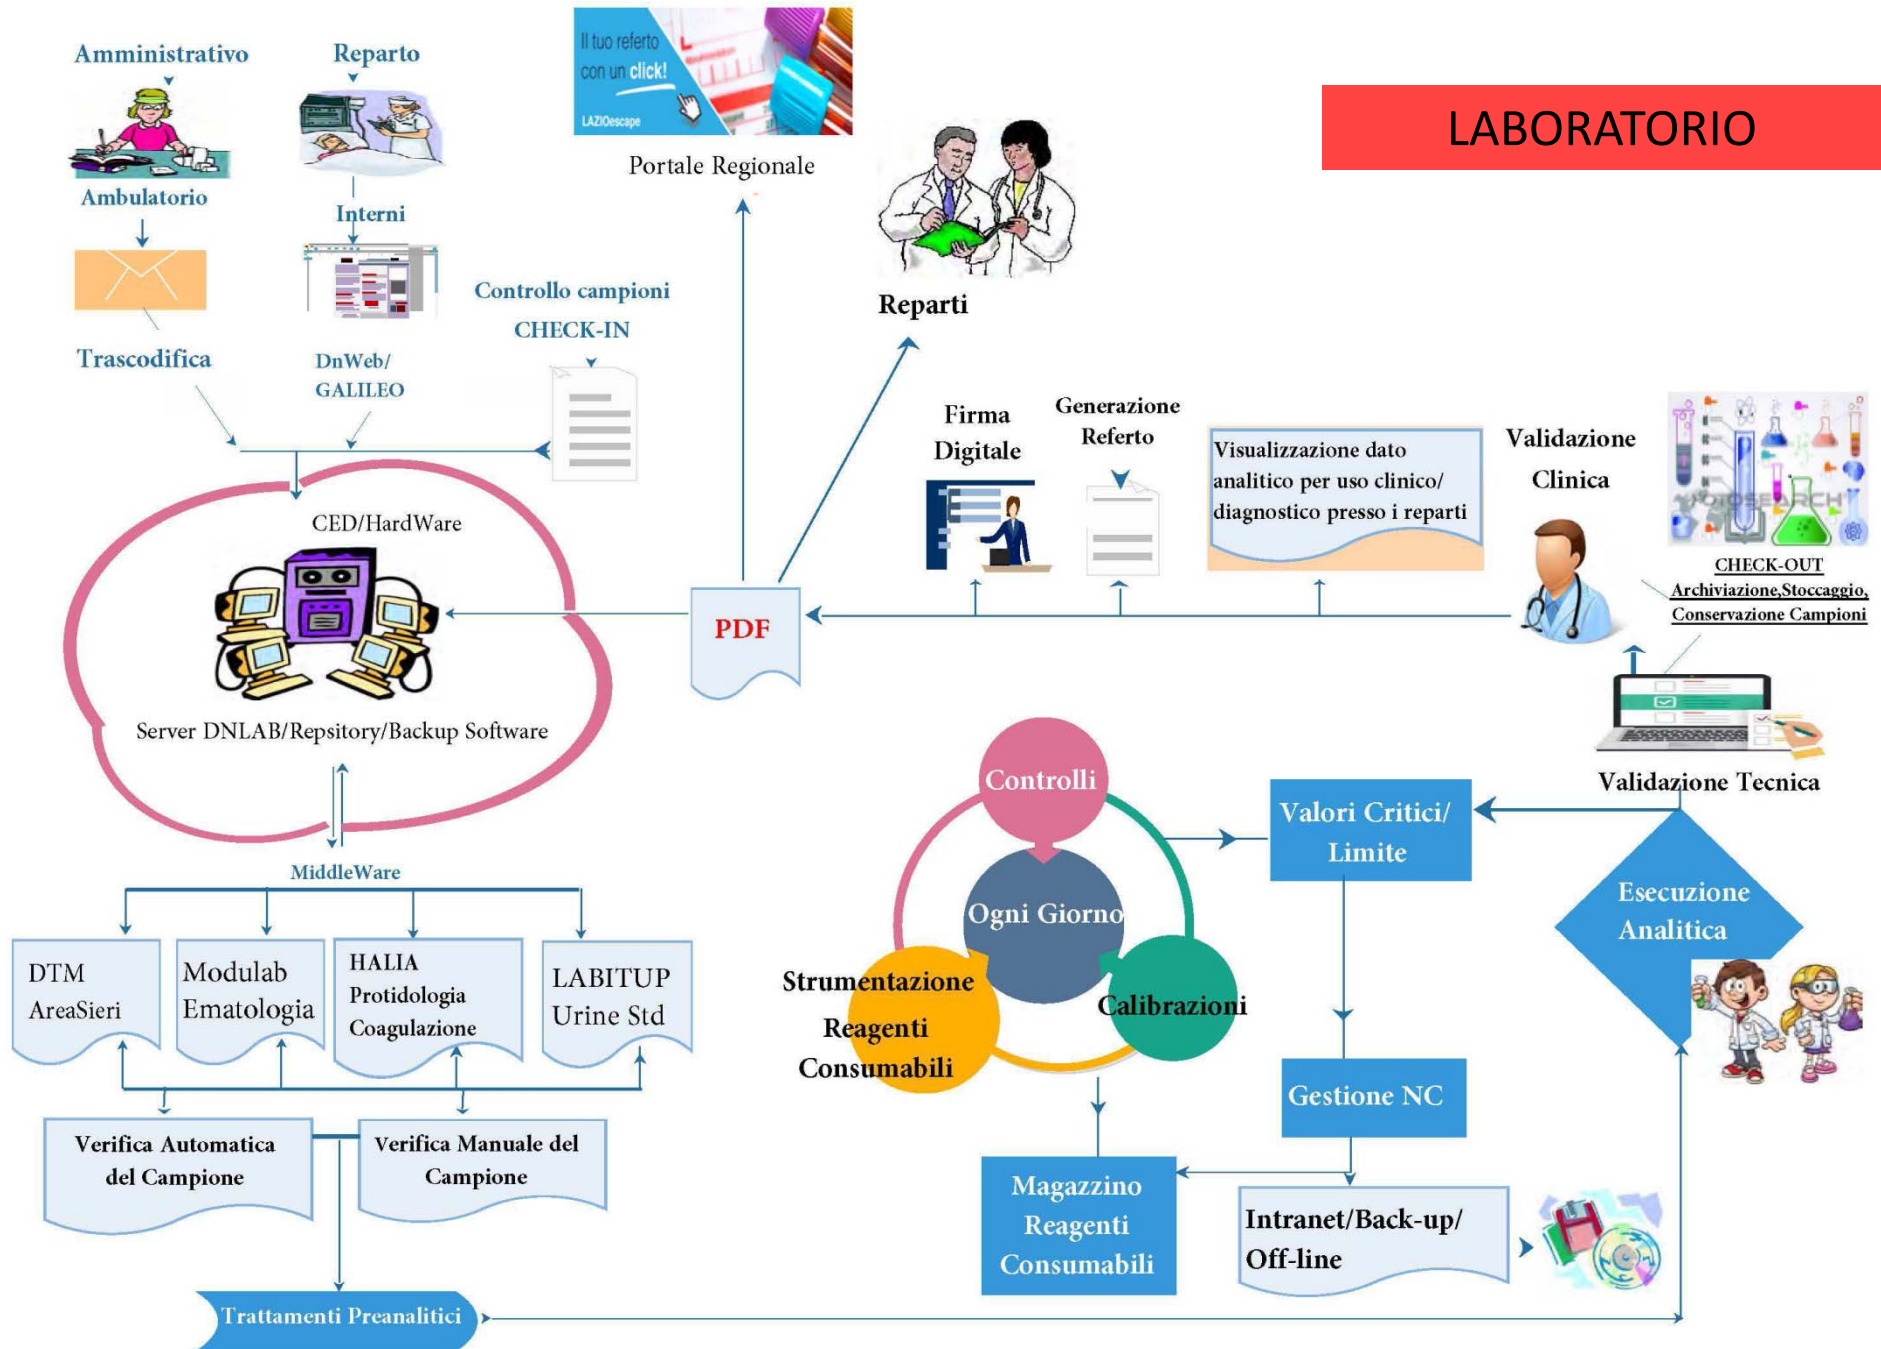 Amministrativo
Reparto
Il tuo referto
con un click!
LAZIOescape
LABORATORIO
Portale Regionale
Ambulatorio
Interni
Controllo campioni
CHECK-IN
Reparti
Trascodifica
DnWeb/
GALILEO
Firma
Digitale
Generazione
Referto
Visualizzazione dato
analitico per uso clinico/
diagnostico presso i reparti
Validazione
Clinica
CHECK-OUT
Archiviazione,Stoccaggio,
Conservazione Campioni
CED/HardWare
PDF
Server DNLAB/Repsitory/Backup Software
Validazione Tecnica
Controlli
Valori Critici/
Limite
MiddleWare
Ogni Giorno
Esecuzione
Analitica
DTM
AreaSieri
Modulab
Ematologia
HALIA
Protidologia
Coagulazione
LABITUP
Urine Std
Strumentazione
Reagenti
Consumabili
Calibrazioni
Gestione NC
Verifica Automatica
del Campione
Verifica Manuale del
Campione
Magazzino
Reagenti
Consumabili
Intranet/Back-up/
Off-line
Trattamenti Preanalitici